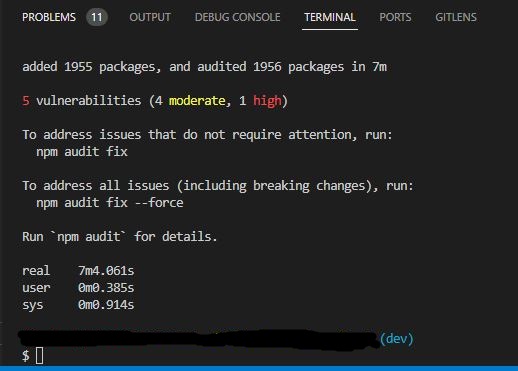 PROBLEMS 11 OUTPUT DEBUG CONSOLE TERMINAL PORTS GITLENS
added 1955 packages, and audited 1956 packages in 7m
5 vulnerabilities (4 moderate, 1 high)
To address issues that do not require attention, run:
npm audit fix
To address all issues (including breaking changes), run:
npm audit fix --force
Run `npm audit` for details.
real 7m4.061s
user 0m0.385s
sys 0m0.914s
(dev)
$